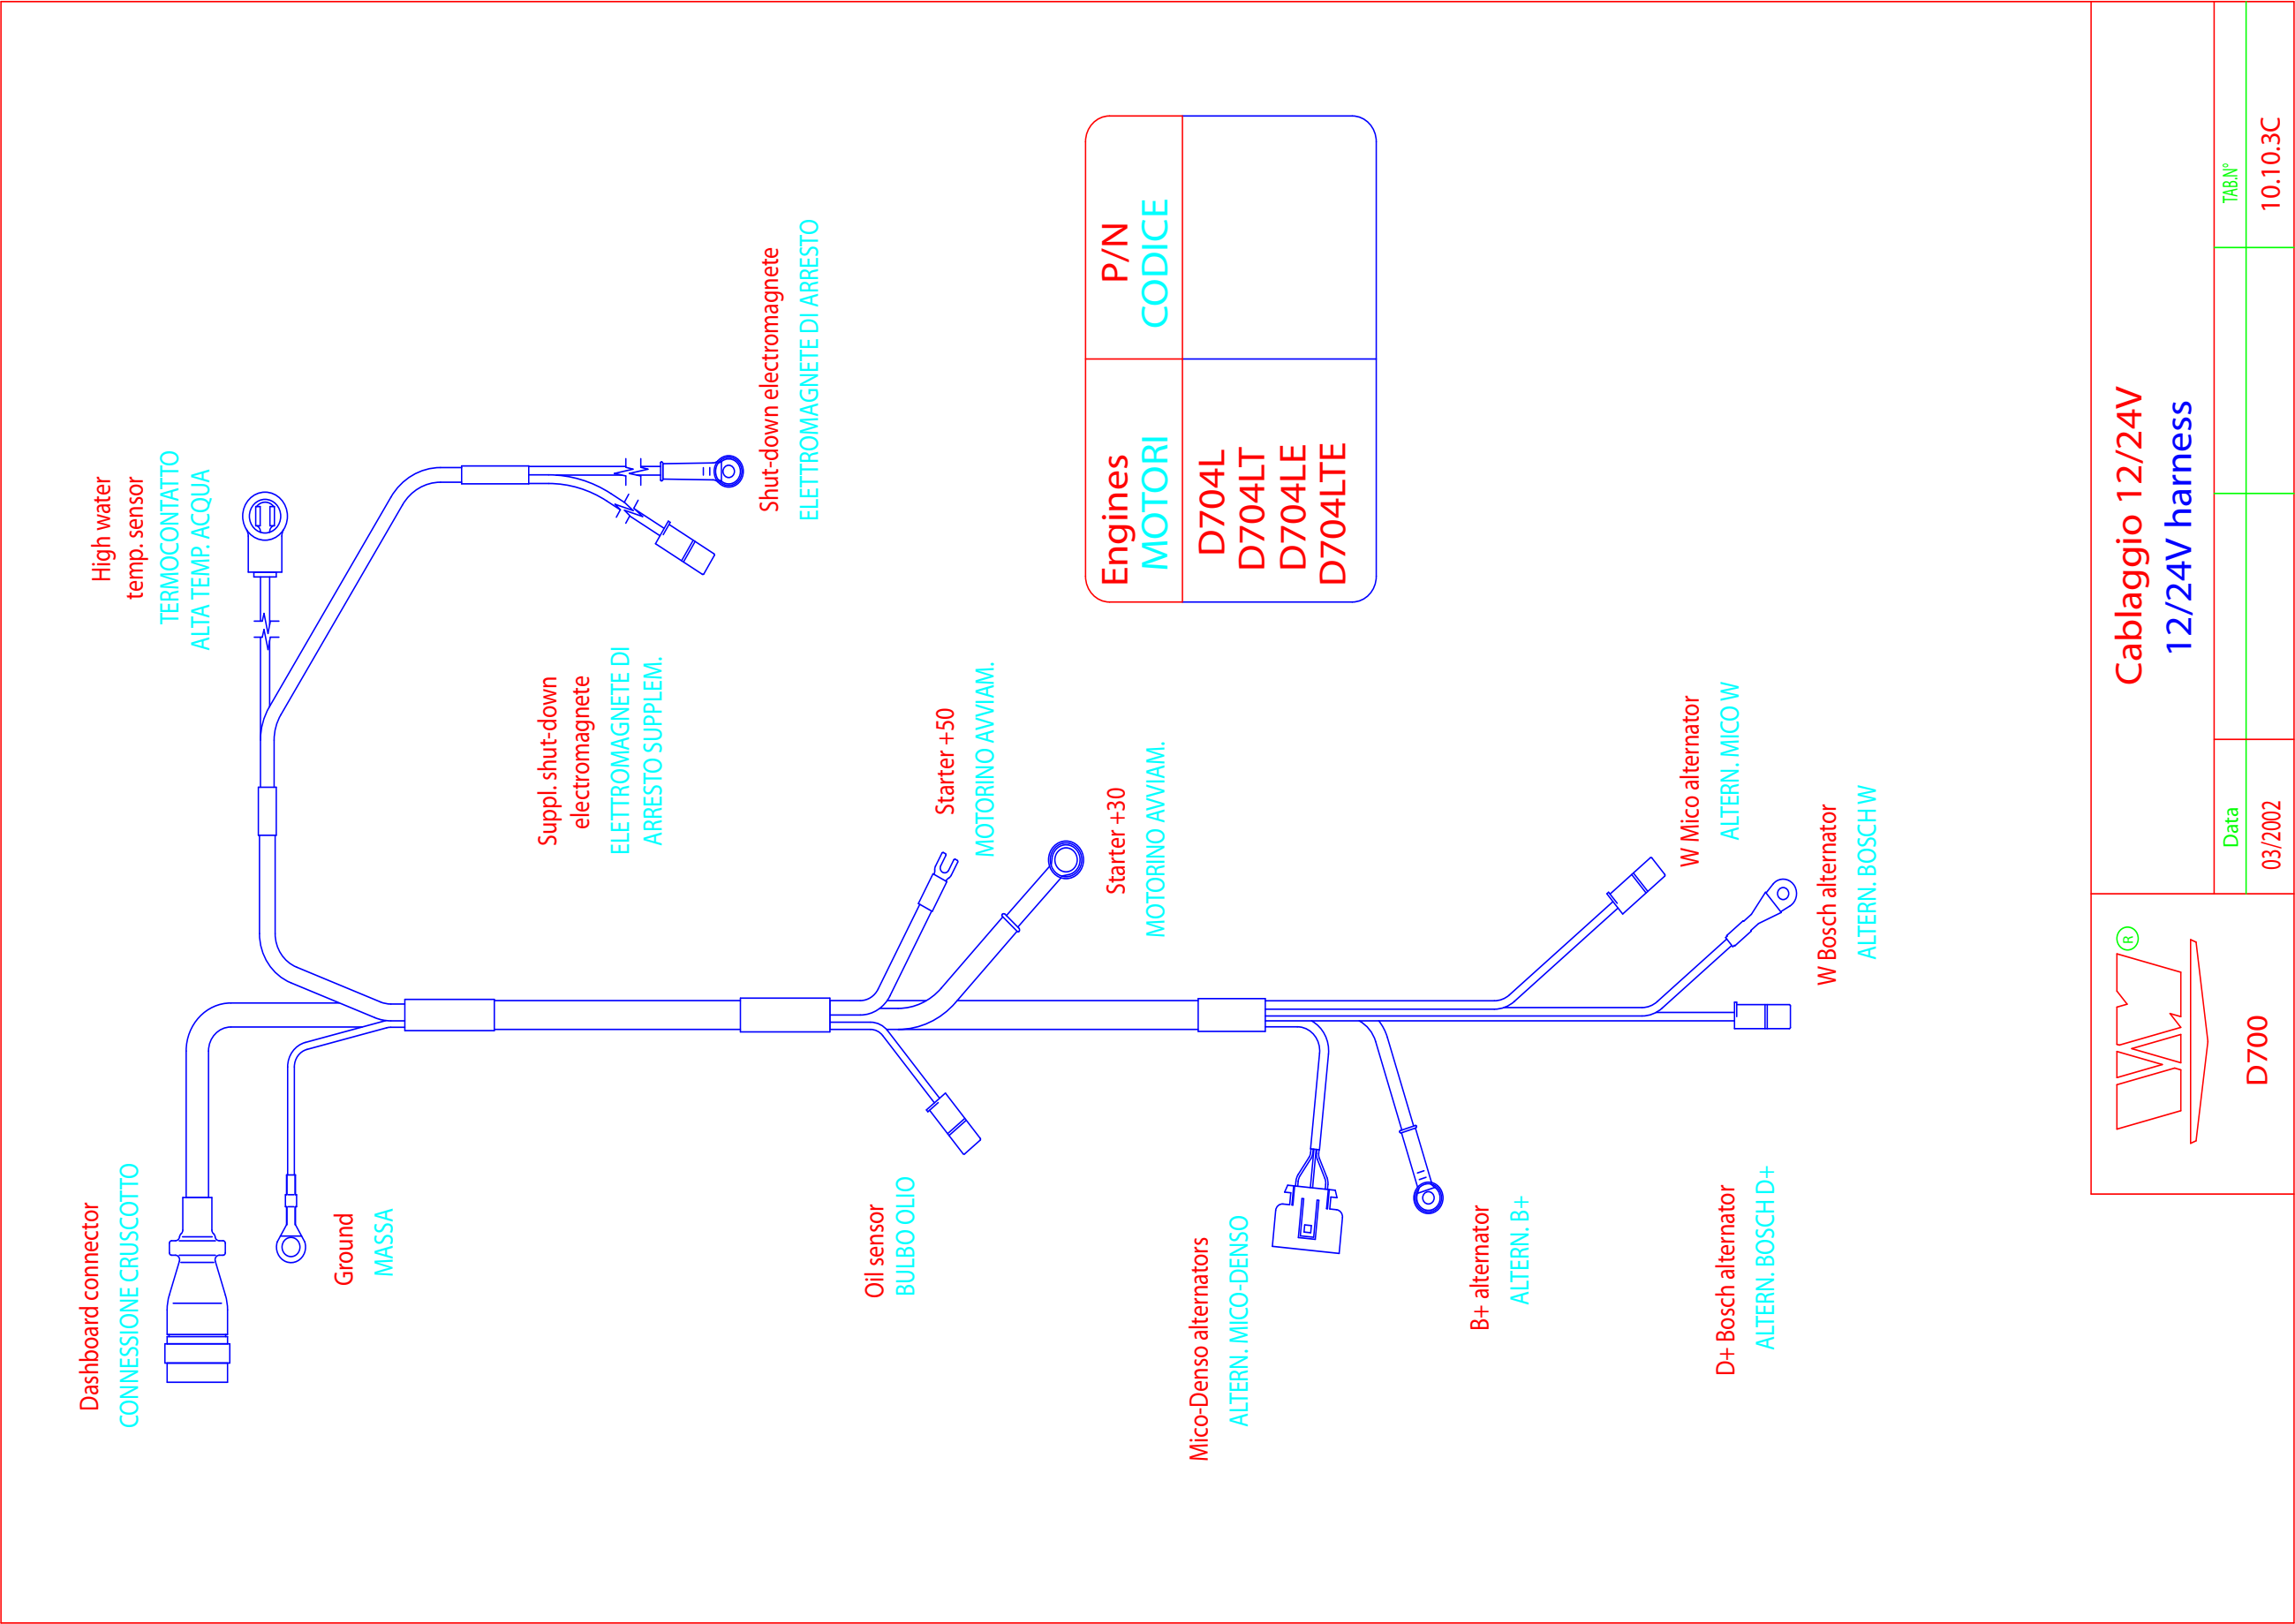 Dashboard connector
CONNESSIONE CRUSCOTTO
High water
temp. sensor
TERMOCONTATTO
ALTA TEMP. ACQUA
Ground
MASSA
Suppl. shut-down
electromagnete
ELETTROMAGNETE DI
ARRESTO SUPPLEM.
Shut-down electromagnete
ELETTROMAGNETE DI ARRESTO
Oil sensor
BULBO OLIO
Starter +50
MOTORINO AVVIAM.
Starter +30
MOTORINO AVVIAM.
Engines P/N
MOTORI CODICE
D704L
D704LT
D704LE
D704LTE
Mico-Denso alternators
ALTERN. MICO-DENSO
B+ alternator
ALTERN. B+
W Mico alternator
ALTERN. MICO W
D+ Bosch alternator
ALTERN. BOSCH D+
W Bosch alternator
ALTERN. BOSCH W
VM®
D700
Cablaggio 12/24V
12/24V harness
Data TAB.N°
03/2002 10.10.3C